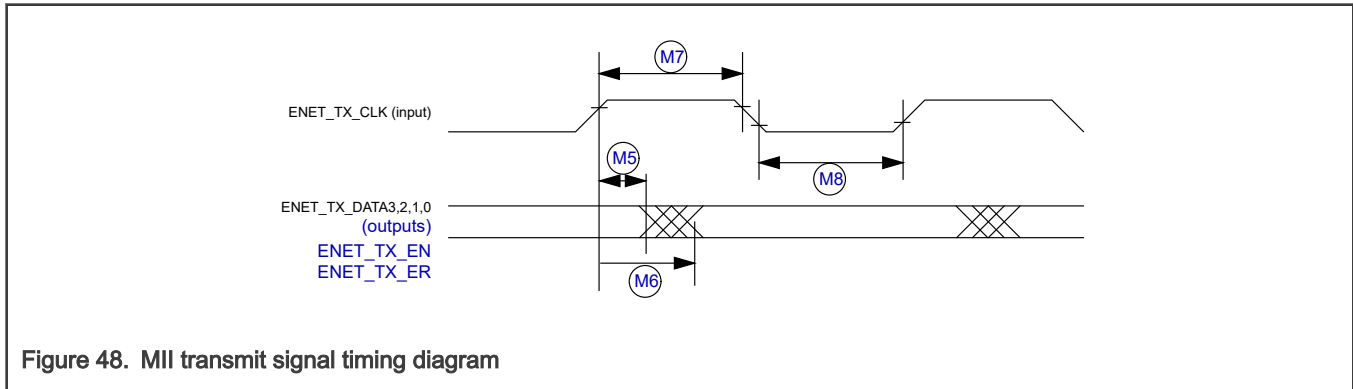 M7
ENET_TX_CLK (input)
M5
M8
ENET_TX_DATA3,2,1,0
(outputs)
ENET_TX_EN
ENET_TX_ER
M6
Figure 48. MII transmit signal timing diagram